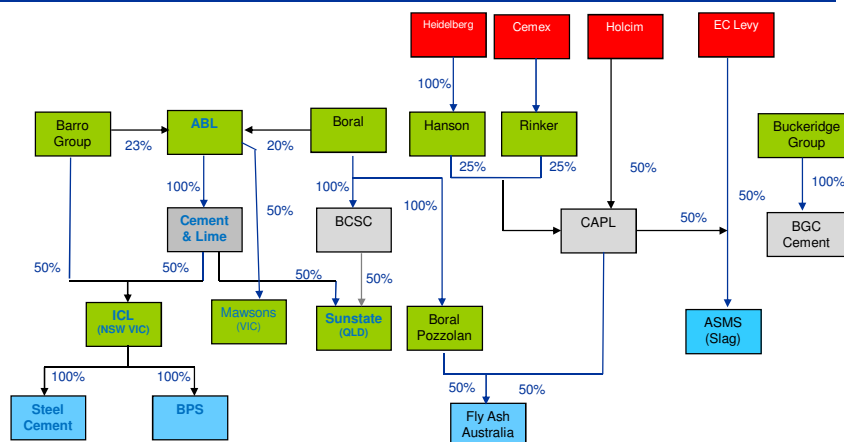 Heidelberg
Cemex
Holcim
EC Levy
100%
Barro
Group
23%
ABL
20%
Boral
Hanson
Rinker
Buckeridge
Group
25%
25%
50%
100%
50%
100%
100%
50%
100%
Cement
& Lime
BCSC
CAPL
50%
BGC
Cement
50%
50%
50%
50%
ICL
(NSW VIC)
Mawsons
(VIC)
Sunstate
(QLD)
Boral
Pozzolan
ASMS
(Slag)
100%
100%
50%
50%
Steel
Cement
BPS
Fly Ash
Australia